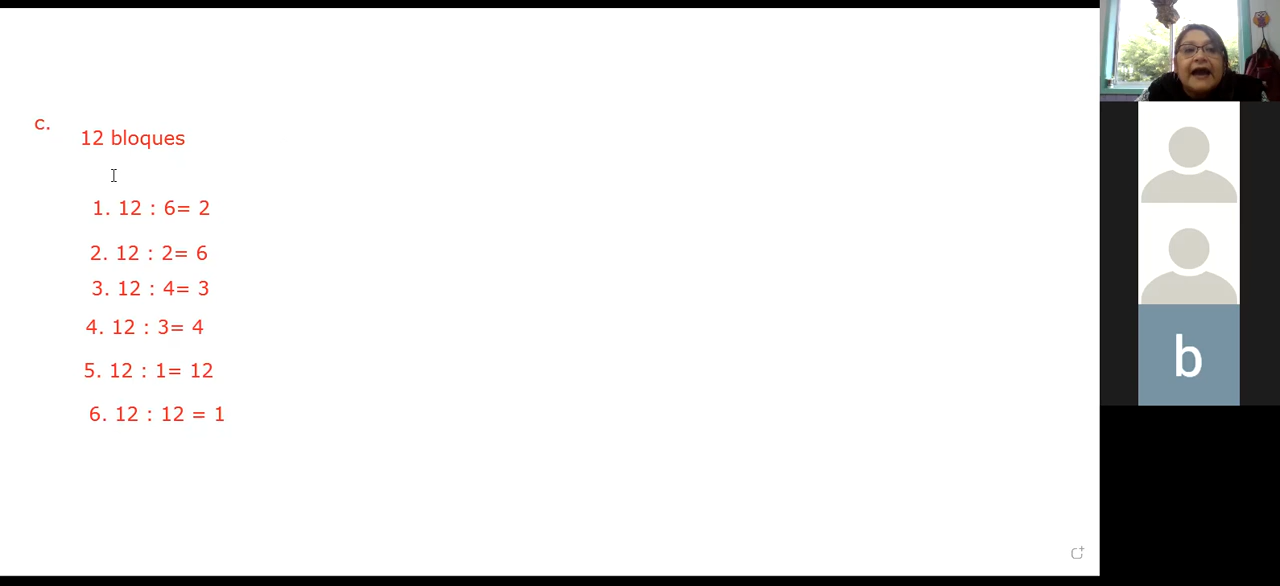 c.
12 bloques
1. 12 : 6= 2
2. 12 : 2= 6
3. 12 : 4= 3
4. 12 : 3= 4
5. 12 : 1= 12
6. 12 : 12 = 1
b